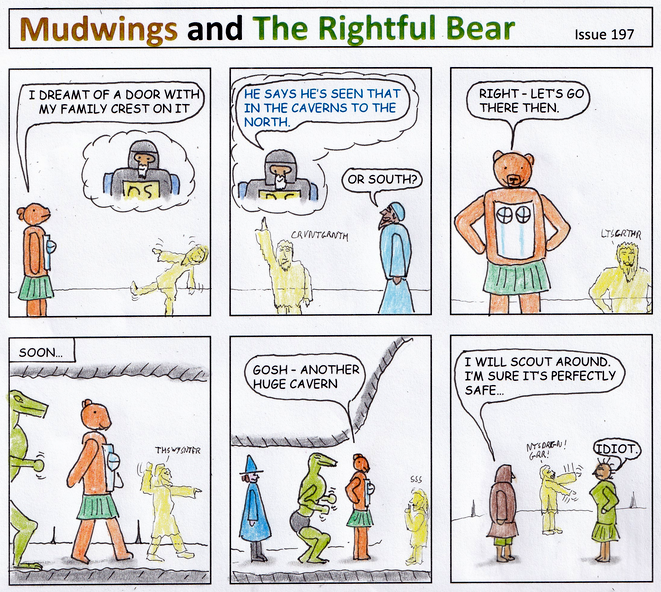 Mudwings and The Rightful Bear
Issue 197
I DREAMT OF A DOOR WITH
MY FAMILY CREST ON IT
DS
HE SAYS HE'S SEEN THAT
IN THE CAVERNS TO THE
NORTH.
DS
CRVNTGRNTH
OR SOUTH?
RIGHT - LET'S GO
THERE THEN.
LTSGRTHR
SOON...
THSWYDNTER
GOSH - ANOTHER
HUGE CAVERN
SSS
I WILL SCOUT AROUND.
I'M SURE IT'S PERFECTLY
SAFE...
GRR!
IDIOT.